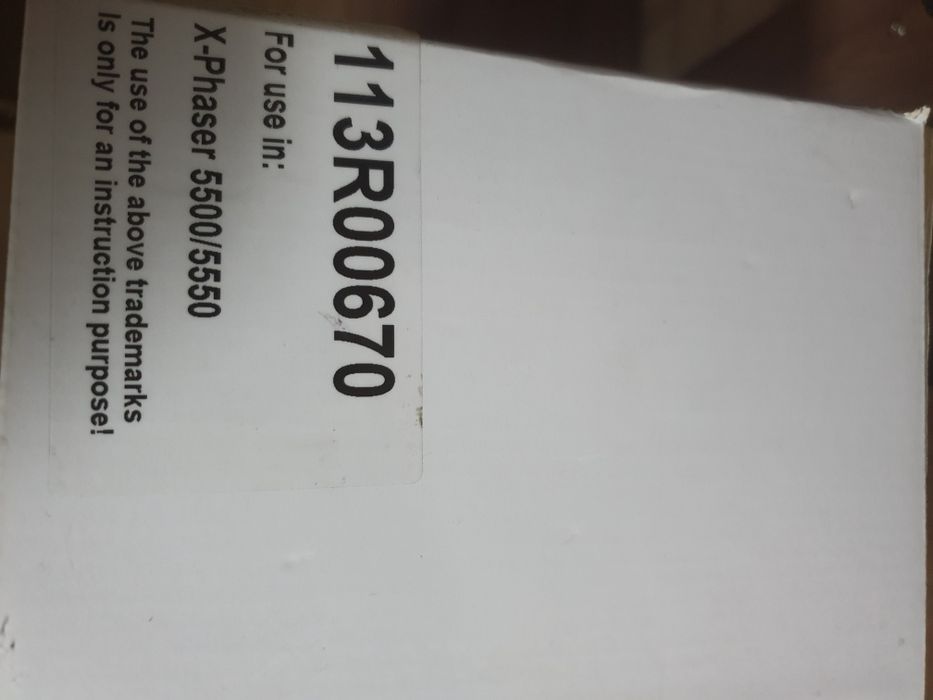 113R00670
For use in:
X-Phaser 5500/5550
The use of the above trademarks
Is only for an instruction purpose!